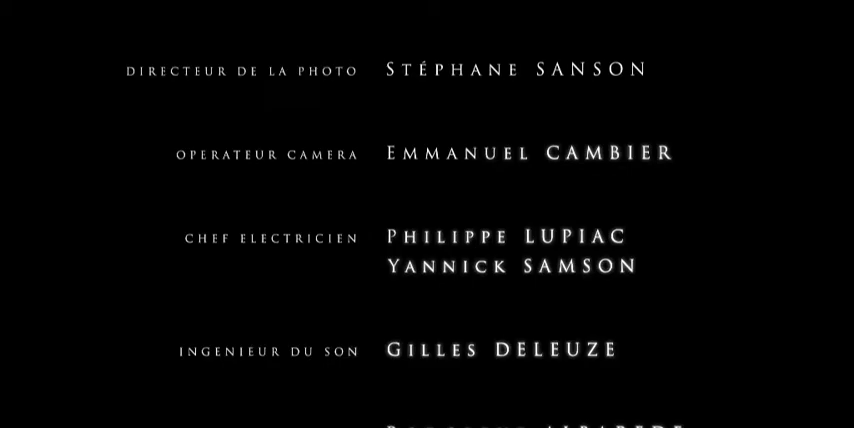 DIRECTEUR DE LA PHOTO STÉPHANE SANSON
OPERATEUR CAMERA EMMANUEL CAMBIER
CHEF ELECTRICIEN PHILIPPE LUPIAC
YANNICK SAMSON
INGENIEUR DU SON GILLES DELEUZE